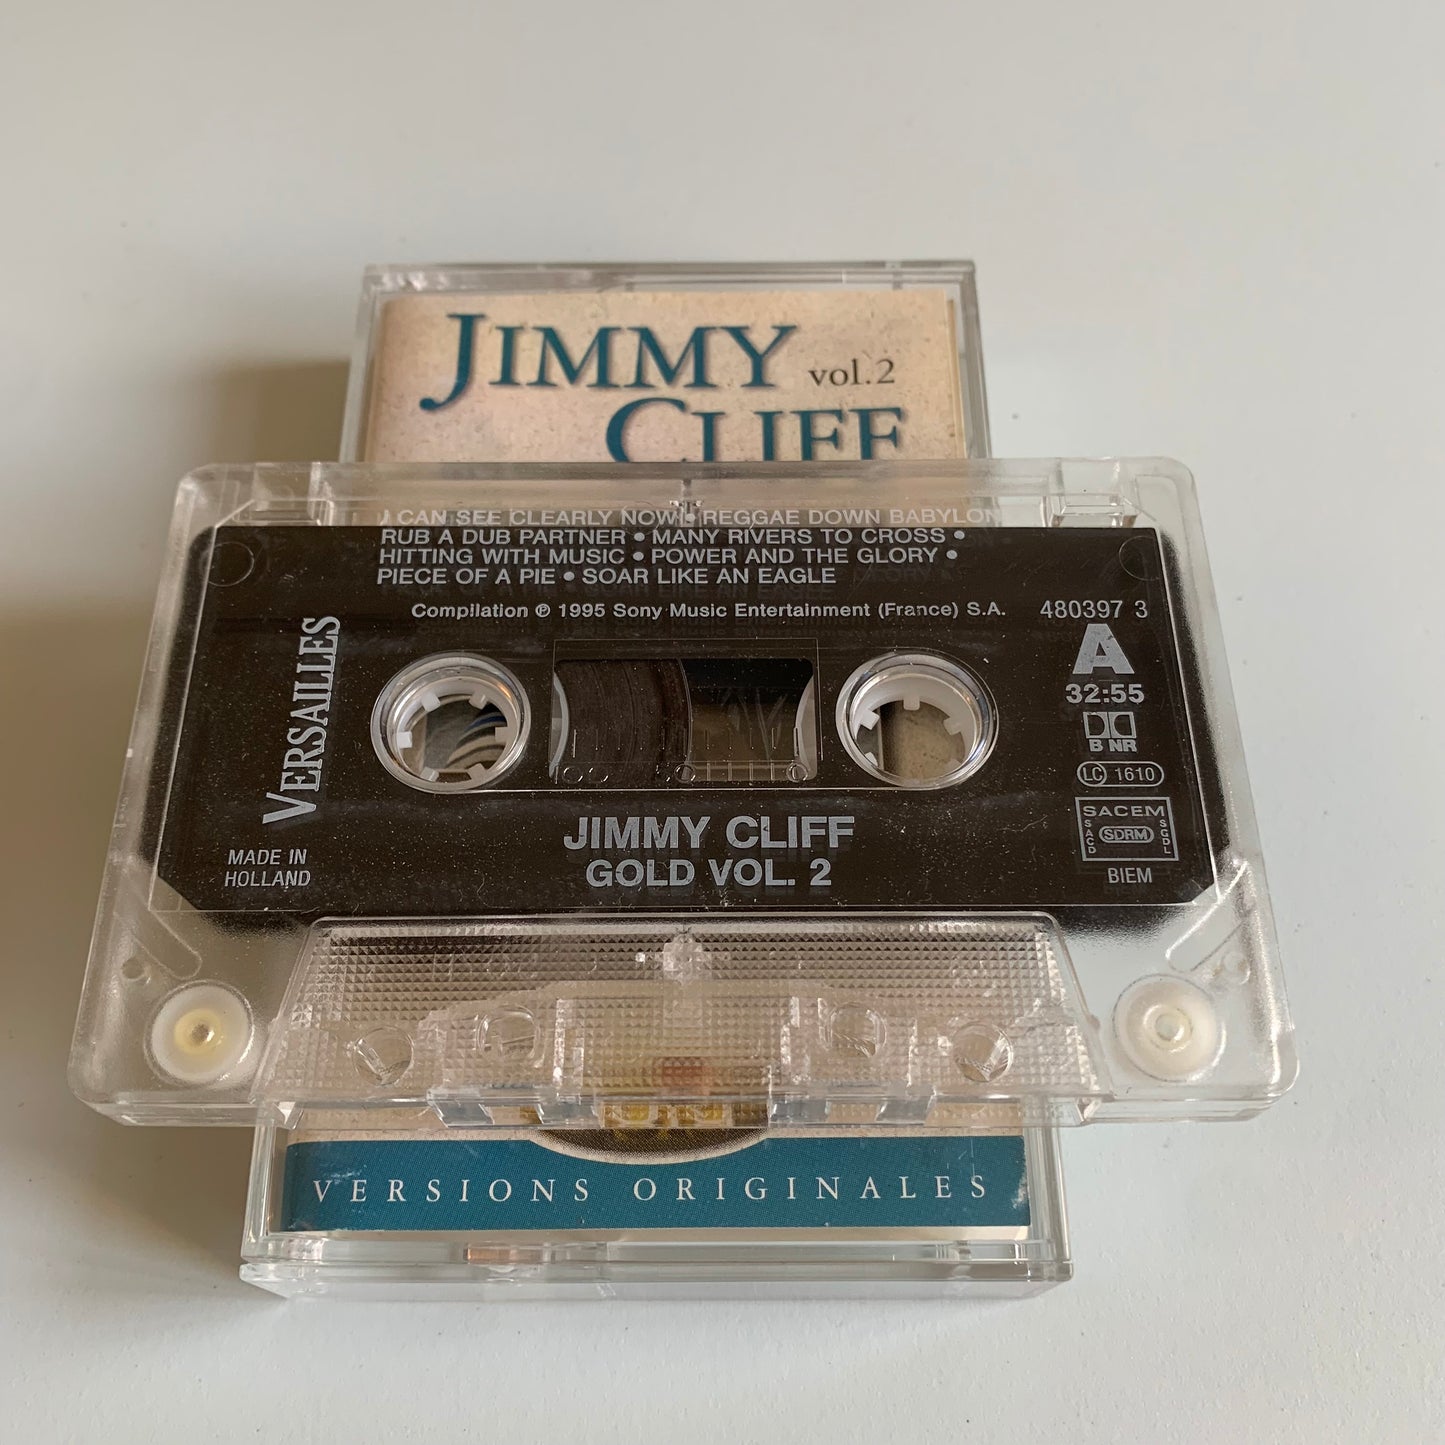 JIMMY vol.2
CLIFF
I CAN SEE CLEARLY NOW • REGGAE DOWN BABYLON
RUB A DUB PARTNER • MANY RIVERS TO CROSS •
HITTING WITH MUSIC • POWER AND THE GLORY •
PIECE OF A PIE • SOAR LIKE AN EAGLE
Compilation ℗ 1995 Sony Music Entertainment (France) S.A. 480397 3
VERSAILLES
A
32:55
B NR
LC 1610
SACEM
SACD SDRM SGDL
BIEM
JIMMY CLIFF
GOLD VOL. 2
MADE IN
HOLLAND
VERSIONS ORIGINALES